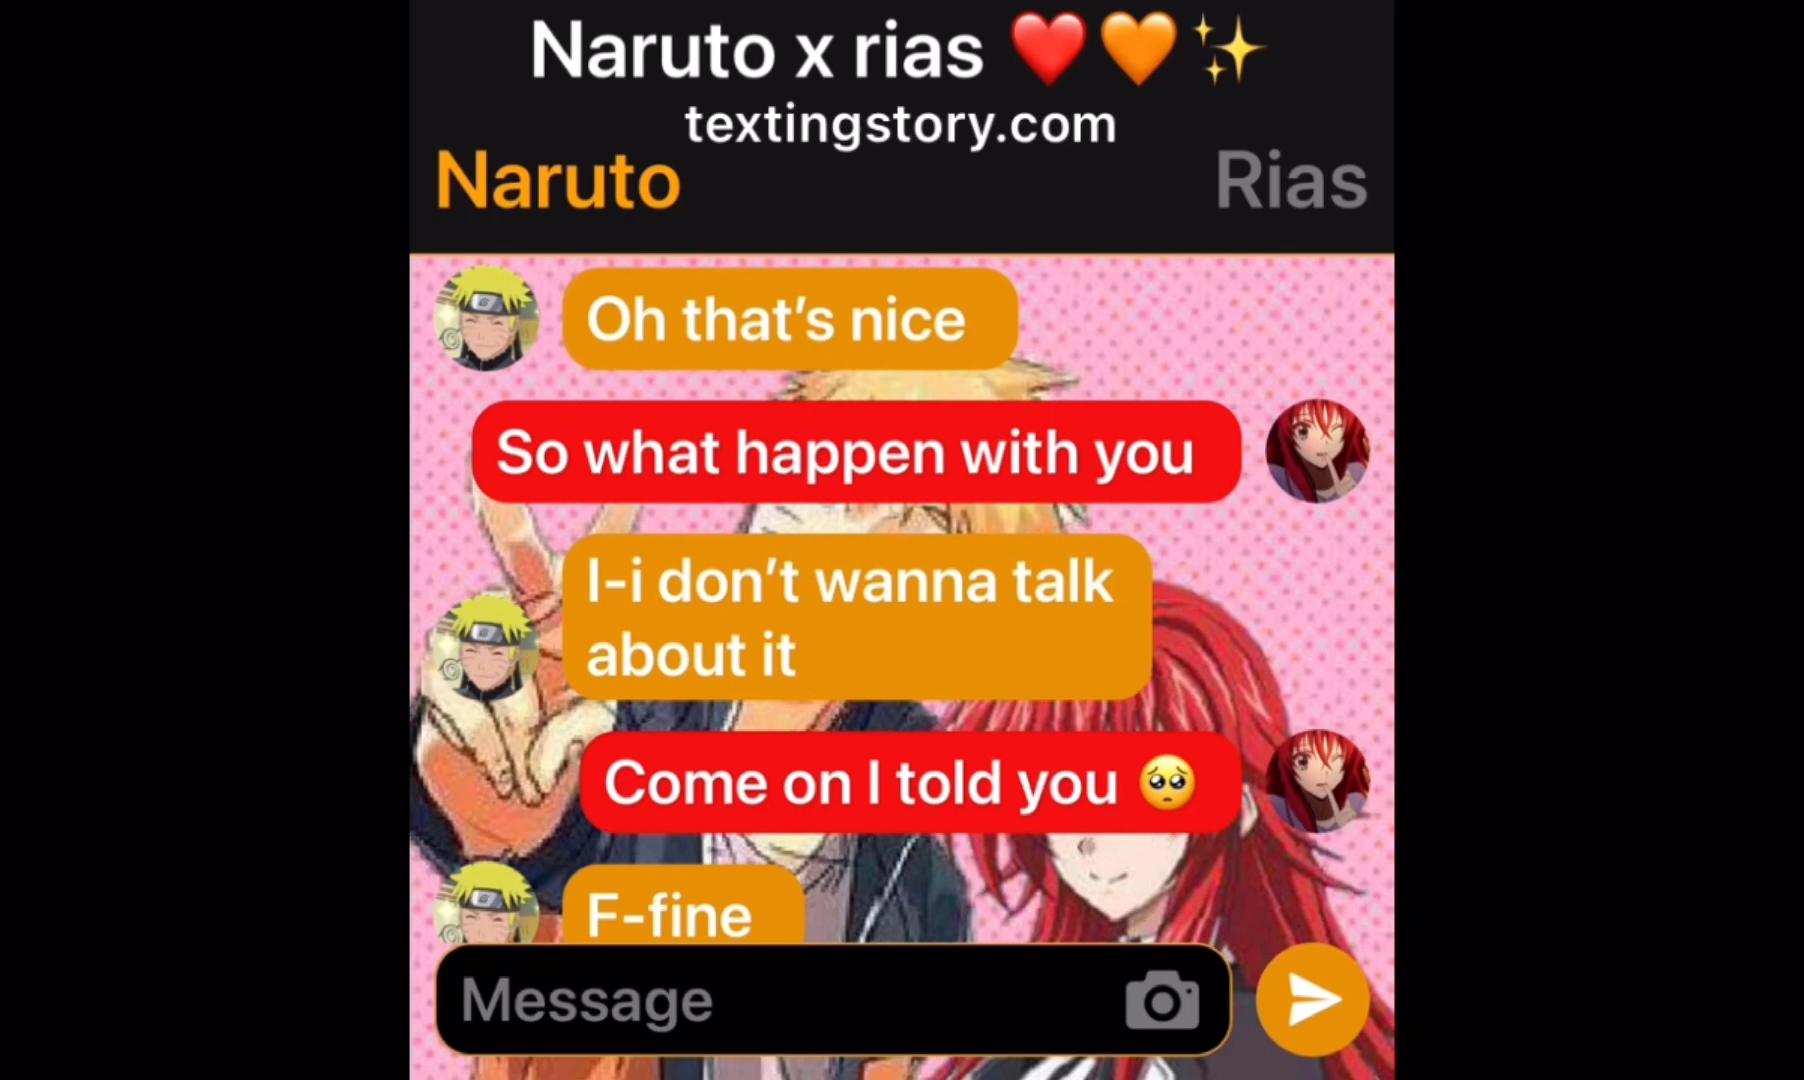 Naruto x rias ❤️🧡✨
textingstory.com
Naruto
Rias
Oh that’s nice
So what happen with you
I-i don’t wanna talk
about it
Come on I told you 🥺
F-fine
Message